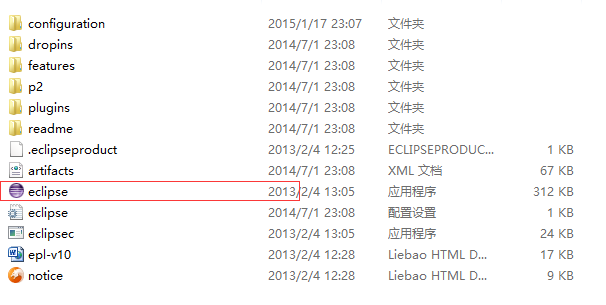 configuration 2015/1/17 23:07 文件夹
dropins 2014/7/1 23:08 文件夹
features 2014/7/1 23:08 文件夹
p2 2014/7/1 23:08 文件夹
plugins 2014/7/1 23:08 文件夹
readme 2014/7/1 23:08 文件夹
.eclipseproduct 2013/2/4 12:25 ECLIPSEPRODUC... 1 KB
artifacts 2014/7/1 23:08 XML 文档 67 KB
eclipse 2013/2/4 13:05 应用程序 312 KB
eclipse 2014/7/1 23:08 配置设置 1 KB
eclipsec 2013/2/4 13:05 应用程序 24 KB
epl-v10 2013/2/4 12:28 Liebao HTML D... 17 KB
notice 2013/2/4 12:28 Liebao HTML D... 9 KB